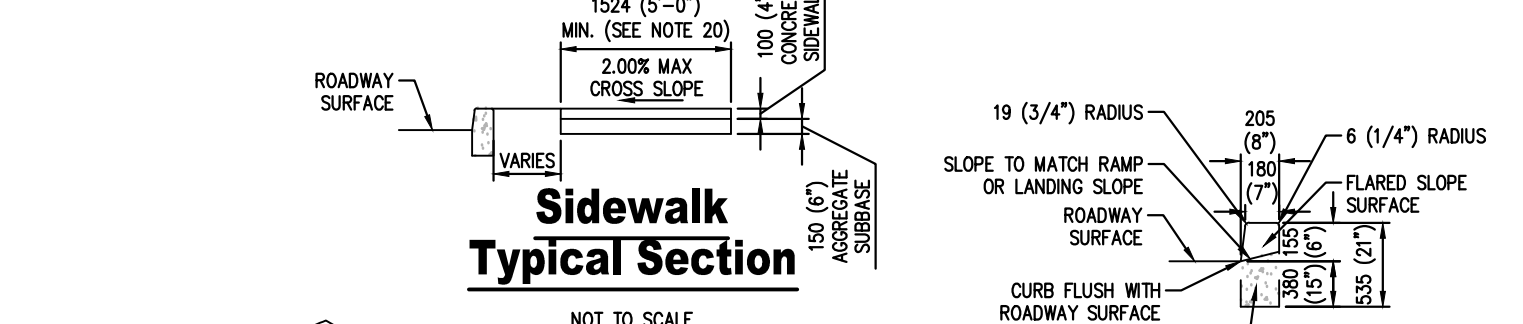 1524 (5'-0")
MIN. (SEE NOTE 20)
2.00% MAX
CROSS SLOPE
ROADWAY
SURFACE
VARIES
100 (4"
SIDEWALK
150 (6")
AGGREGATE
SUBBASE
Sidewalk
Typical Section
NOT TO SCALE
19 (3/4") RADIUS
205
(8")
180
(7")
6 (1/4") RADIUS
SLOPE TO MATCH RAMP
OR LANDING SLOPE
FLARED SLOPE
SURFACE
ROADWAY
SURFACE
155
(6")
380
(15")
535 (21")
CURB FLUSH WITH
ROADWAY SURFACE